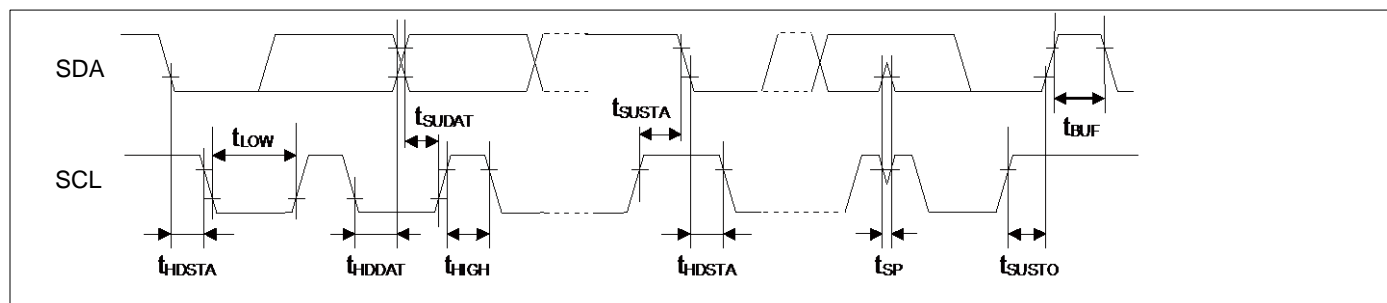 SDA
tSUDAT
tSUSTA
tBUF
tLOW
SCL
tHDSTA
tHDDAT
tHIGH
tHDSTA
tSP
tSUSTO